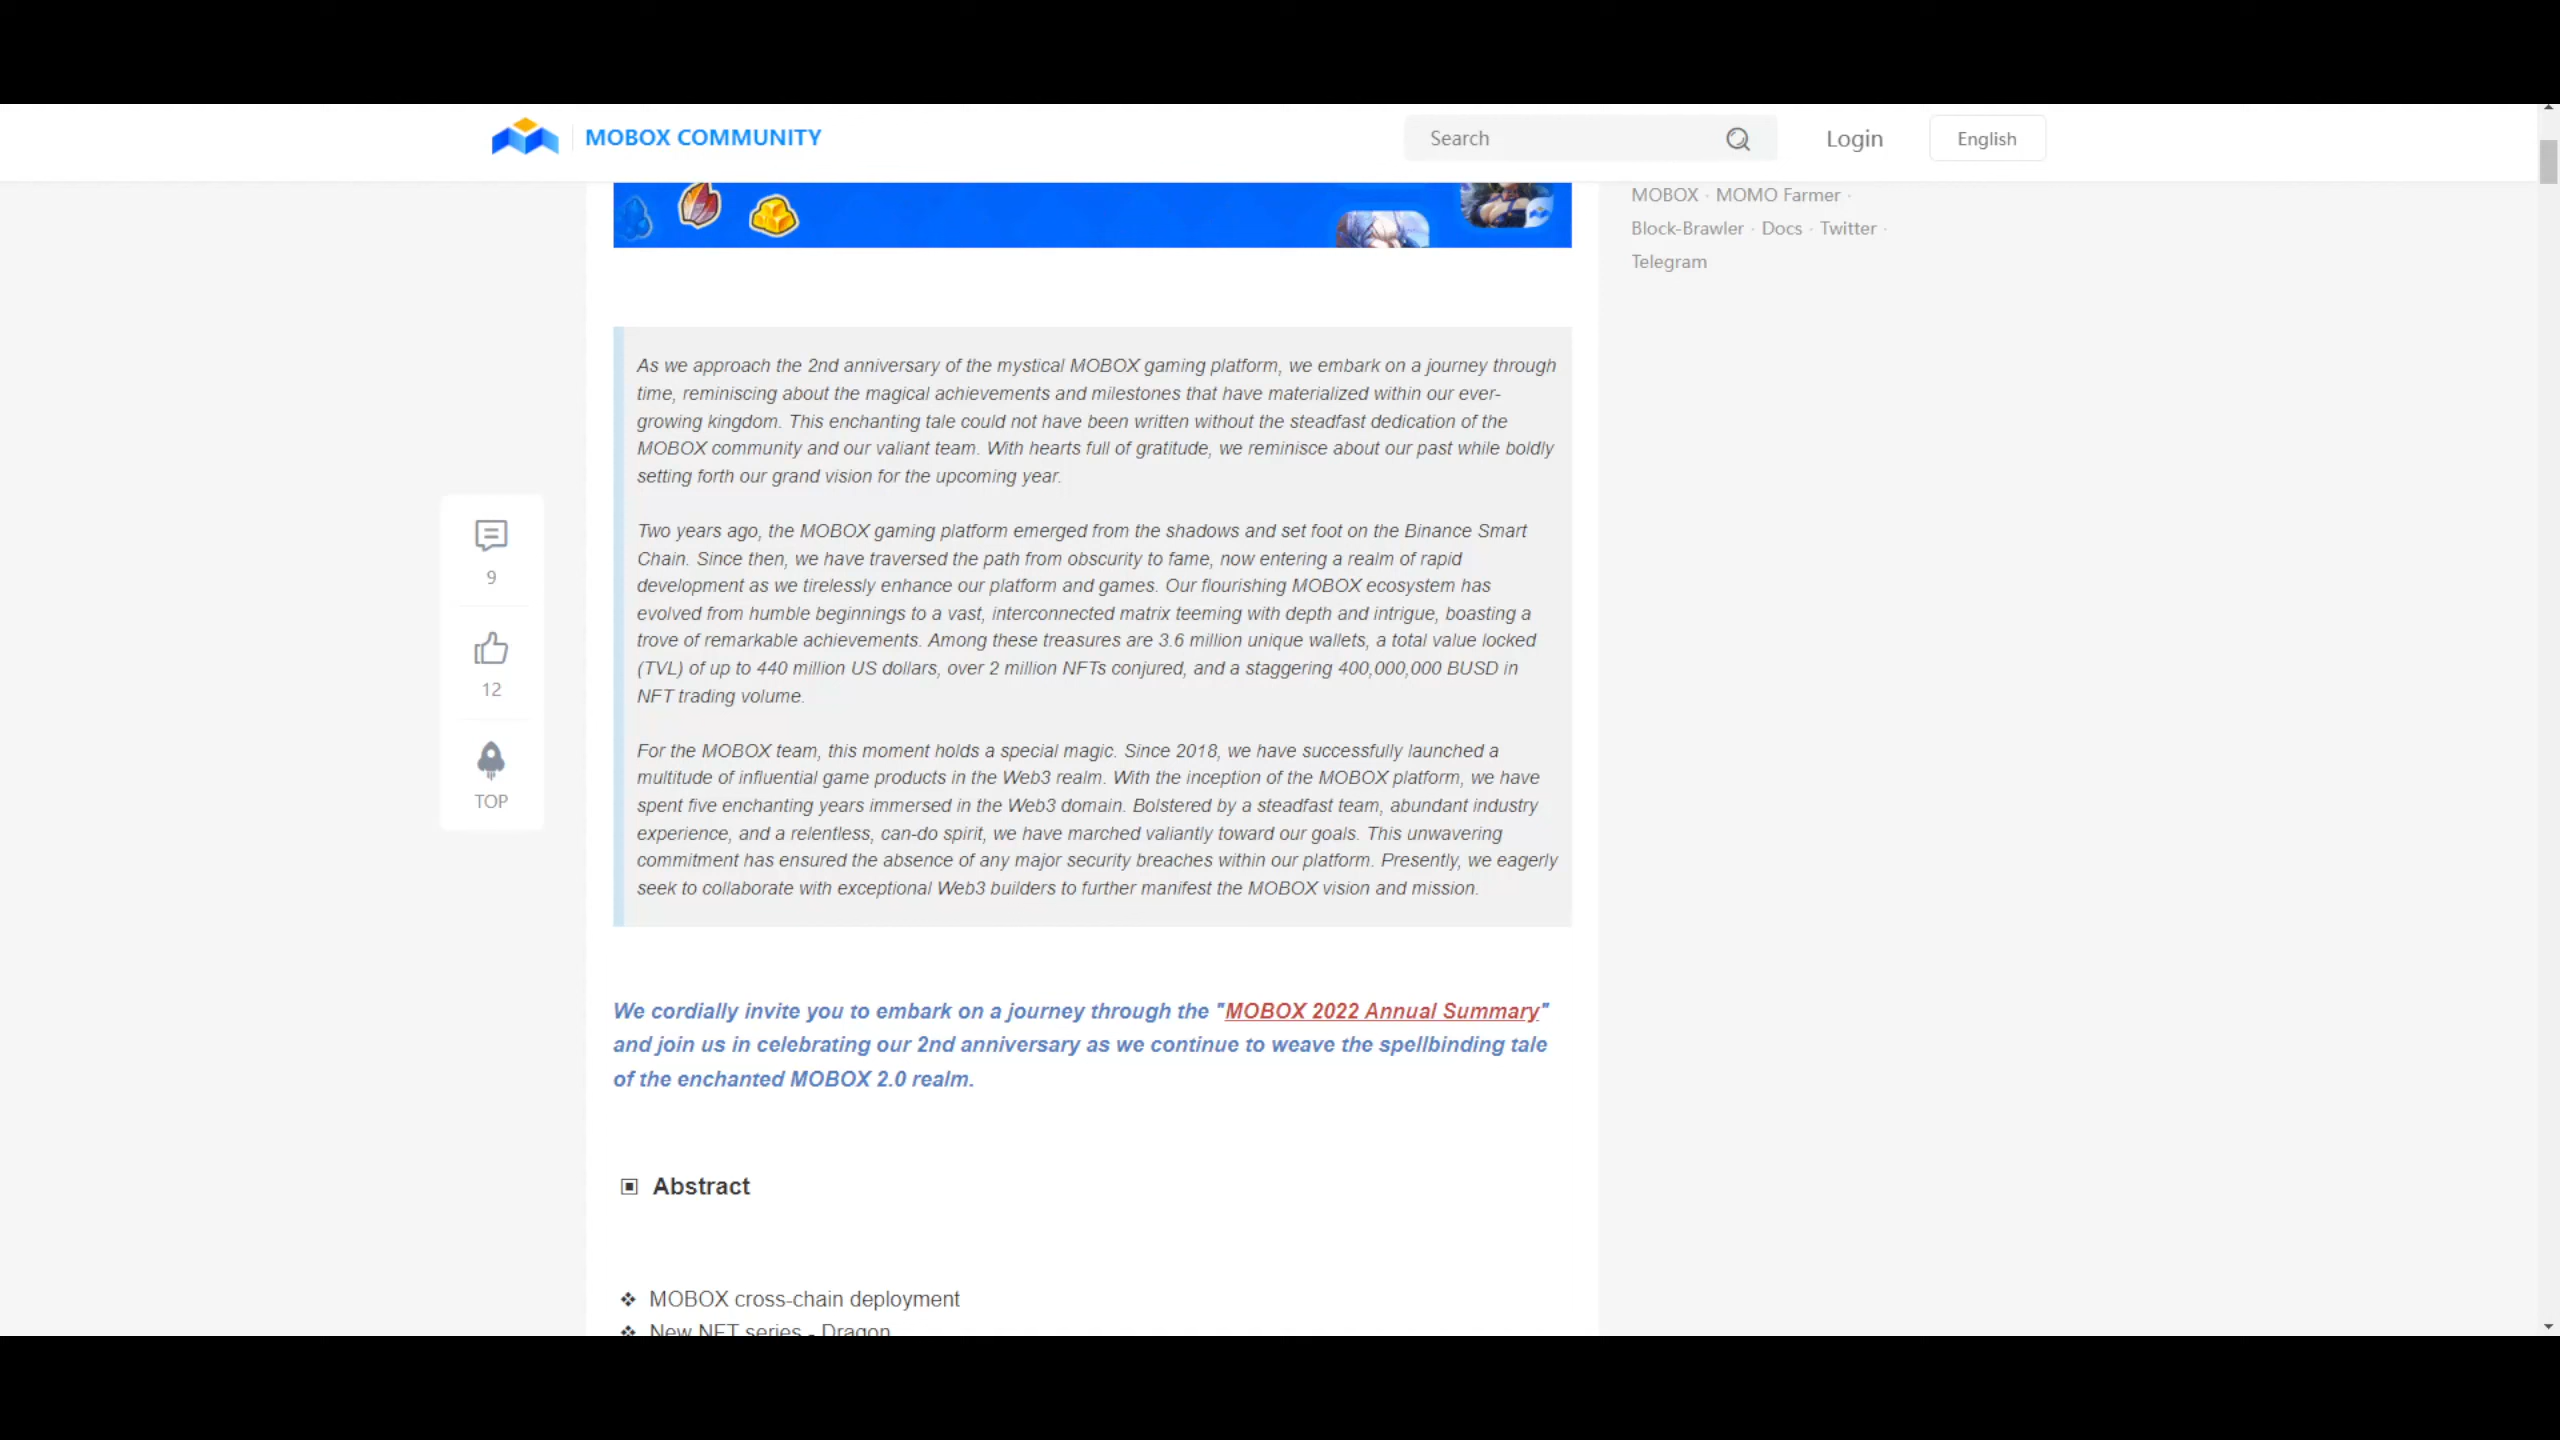 MOBOX COMMUNITY
Search
Login
English
MOBOX · MOMO Farmer ·
Block-Brawler · Docs · Twitter ·
Telegram
As we approach the 2nd anniversary of the mystical MOBOX gaming platform, we embark on a journey through
time, reminiscing about the magical achievements and milestones that have materialized within our ever-
growing kingdom. This enchanting tale could not have been written without the steadfast dedication of the
MOBOX community and our valiant team. With hearts full of gratitude, we reminisce about our past while boldly
setting forth our grand vision for the upcoming year.
Two years ago, the MOBOX gaming platform emerged from the shadows and set foot on the Binance Smart
Chain. Since then, we have traversed the path from obscurity to fame, now entering a realm of rapid
development as we tirelessly enhance our platform and games. Our flourishing MOBOX ecosystem has
evolved from humble beginnings to a vast, interconnected matrix teeming with depth and intrigue, boasting a
trove of remarkable achievements. Among these treasures are 3.6 million unique wallets, a total value locked
(TVL) of up to 440 million US dollars, over 2 million NFTs conjured, and a staggering 400,000,000 BUSD in
NFT trading volume.
For the MOBOX team, this moment holds a special magic. Since 2018, we have successfully launched a
multitude of influential game products in the Web3 realm. With the inception of the MOBOX platform, we have
spent five enchanting years immersed in the Web3 domain. Bolstered by a steadfast team, abundant industry
experience, and a relentless, can-do spirit, we have marched valiantly toward our goals. This unwavering
commitment has ensured the absence of any major security breaches within our platform. Presently, we eagerly
seek to collaborate with exceptional Web3 builders to further manifest the MOBOX vision and mission.
9
12
TOP
We cordially invite you to embark on a journey through the "MOBOX 2022 Annual Summary"
and join us in celebrating our 2nd anniversary as we continue to weave the spellbinding tale
of the enchanted MOBOX 2.0 realm.
Abstract
❖ MOBOX cross-chain deployment
❖ New NFT series - Dragon